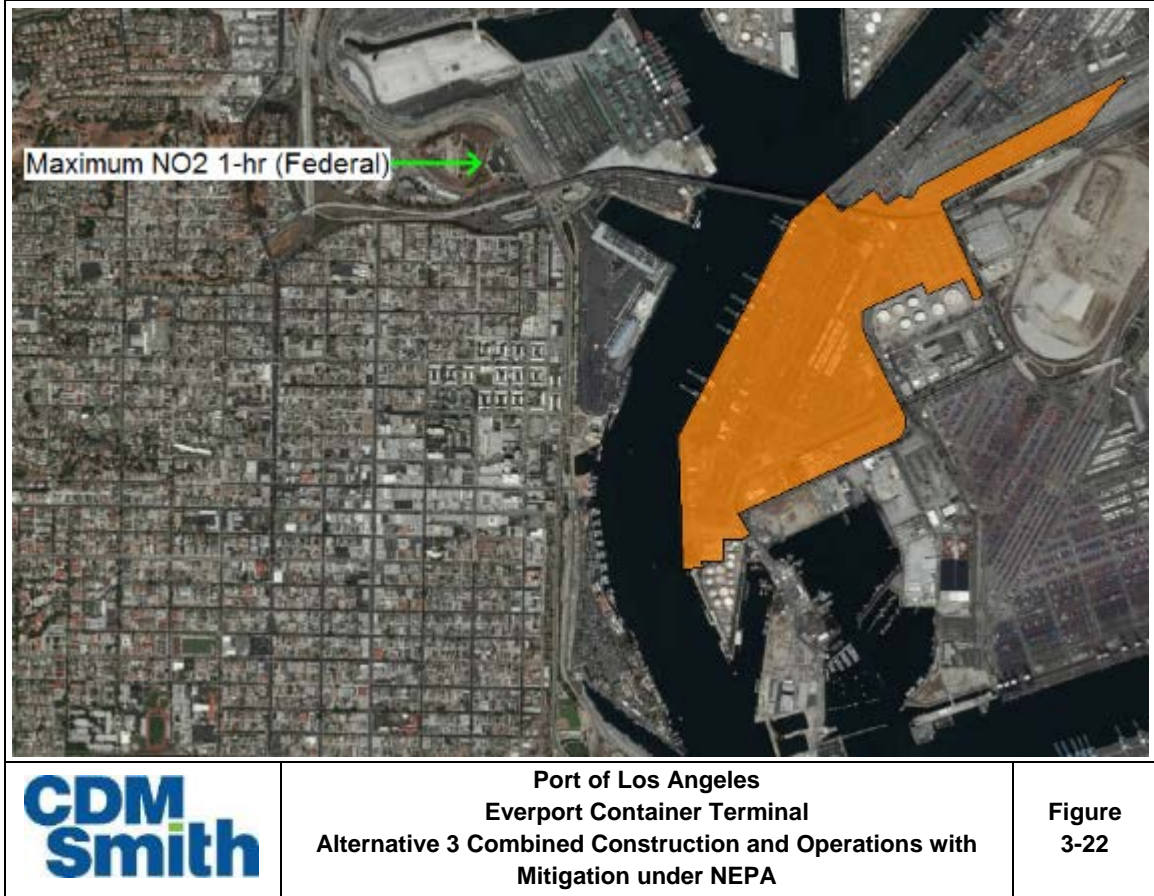 Maximum NO2 1-hr (Federal)
CDM
Smith
Port of Los Angeles
Everport Container Terminal
Alternative 3 Combined Construction and Operations with
Mitigation under NEPA
Figure
3-22